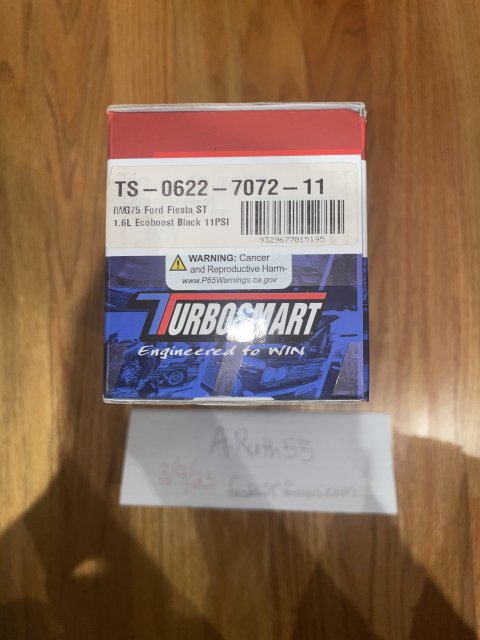 TS-0622-7072-11
IWG75 Ford Fiesta ST
1.6L Ecoboost Black 11PSI
9329677015195
WARNING: Cancer
and Reproductive Harm-
www.P65Warnings.ca.gov
TURBOSMART
Engineered to WIN
ARuth55
3/9/23